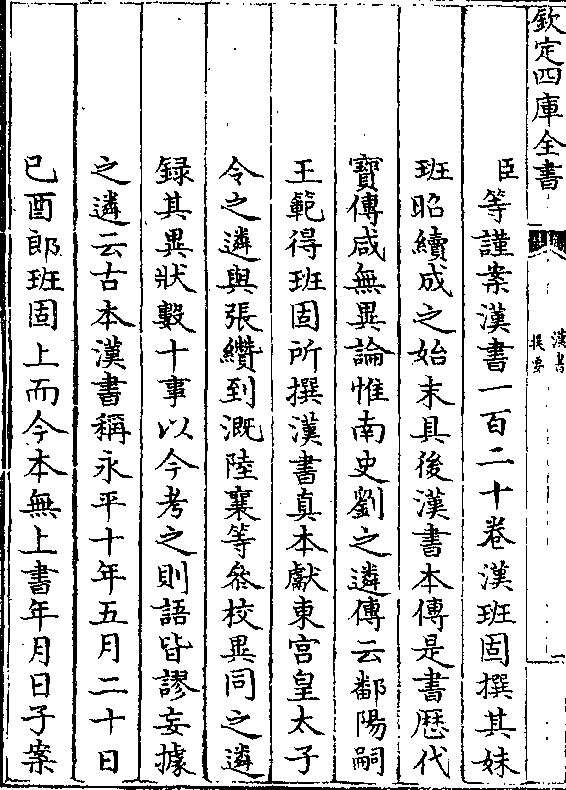 欽定四庫全書
漢書
提要
臣等謹案漢書一百二十卷漢班固撰其妹
班昭續成之始末具後漢書本傳是書歴代
寳傳咸無異論惟南史劉之遴傳云鄱陽嗣
王範得班固所撰漢書真本獻東宮皇太子
令之遴與張纉到溉陸襄等叅校異同之遴
録其異狀數十事以今考之則語皆謬妄據
之遴云古本漢書稱永平十年五月二十日
己酉郎班固上而今本無上書年月日子案